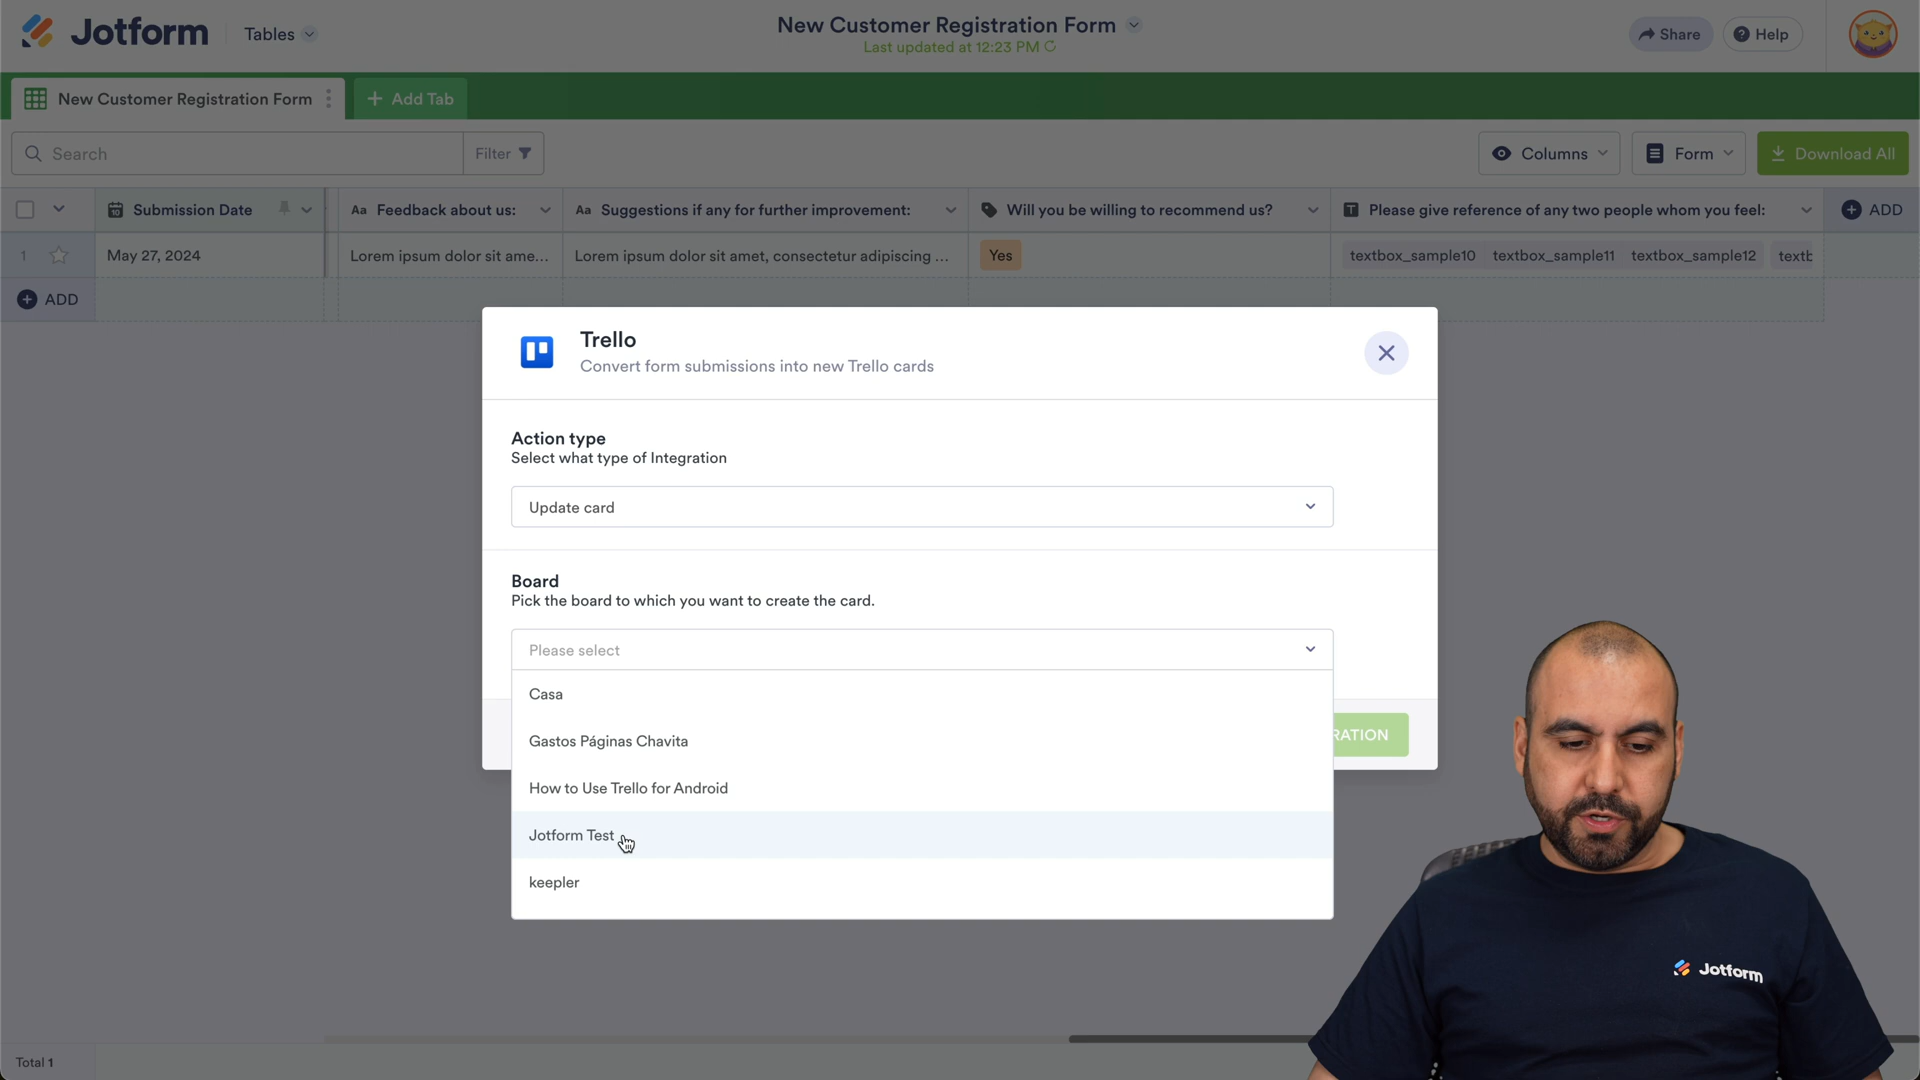 Jotform
Tables
New Customer Registration Form
Last updated at 12:23 PM
Share
Help
New Customer Registration Form
+ Add Tab
Search
Filter
Columns
Form
Download All
Submission Date
Aa Feedback about us:
Aa Suggestions if any for further improvement:
Will you be willing to recommend us?
T Please give reference of any two people whom you feel:
ADD
1
May 27, 2024
Lorem ipsum dolor sit ame...
Lorem ipsum dolor sit amet, consectetur adipiscing ...
Yes
textbox_sample10
textbox_sample11
textbox_sample12
textb
ADD
Trello
Convert form submissions into new Trello cards
Action type
Select what type of Integration
Update card
Board
Pick the board to which you want to create the card.
Please select
Casa
Gastos Páginas Chavita
How to Use Trello for Android
Jotform Test
keepler
RATION
Jotform
Total 1